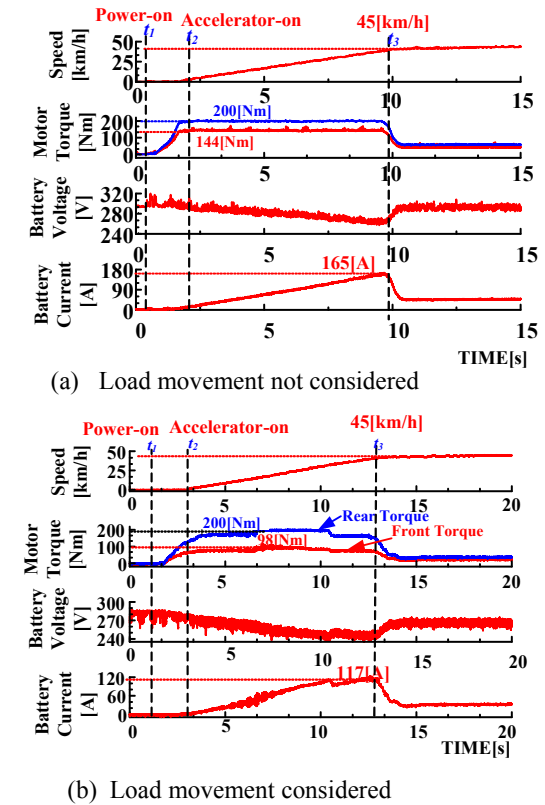 Power-on Accelerator-on 45[km/h]
t1 t2 t3
Speed [km/h]
50
25
0
0 5 10 15
Motor Torque [Nm]
200
100
0
200[Nm]
144[Nm]
0 5 10 15
Battery Voltage [V]
320
280
240
0 5 10 15
Battery Current [A]
180
90
0
165[A]
0 5 10 15
TIME[s]
(a) Load movement not considered
Power-on Accelerator-on 45[km/h]
t1 t2 t3
Speed [km/h]
50
25
0
0 5 10 15 20
Motor Torque [Nm]
200
100
0
200[Nm]
98[Nm]
Rear Torque
Front Torque
0 5 10 15 20
Battery Voltage [V]
300
270
240
0 5 10 15 20
Battery Current [A]
120
60
0
117[A]
0 5 10 15 20
TIME[s]
(b) Load movement considered